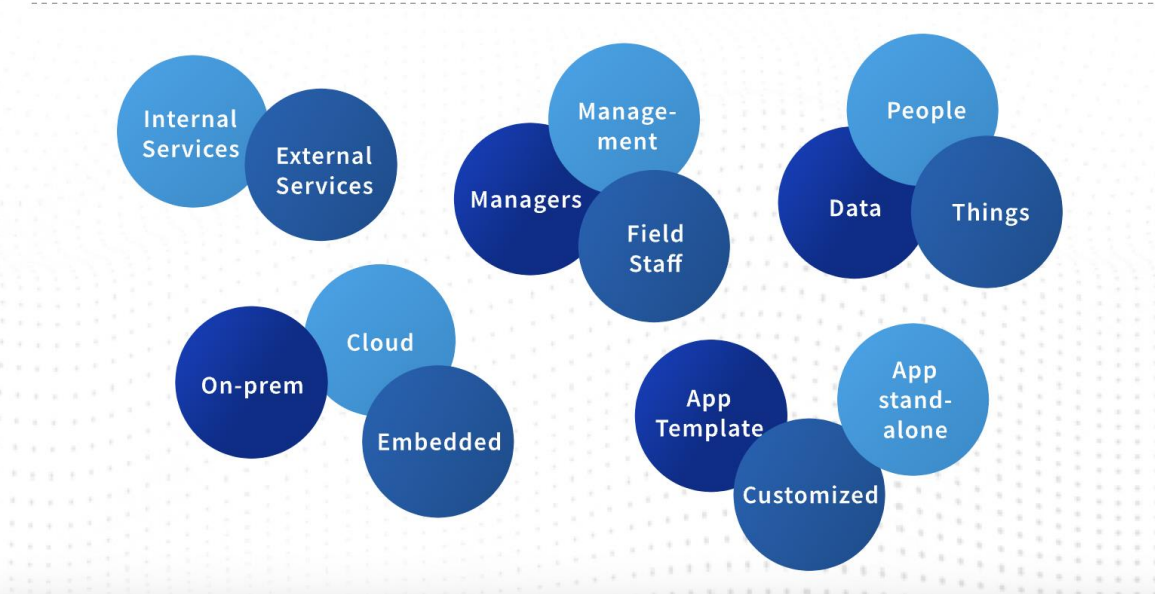 Internal
Services
External
Services
Manage-
ment
Managers
Field
Staff
People
Data
Things
Cloud
On-prem
Embedded
App
Template
Customized
App
stand-
alone